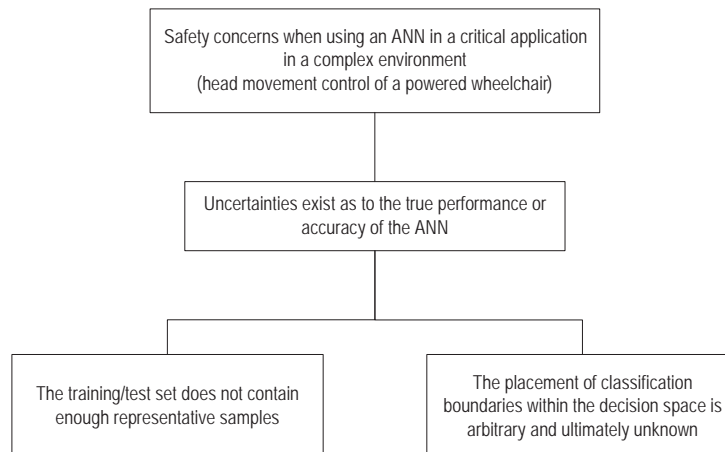 Safety concerns when using an ANN in a critical application
in a complex environment
(head movement control of a powered wheelchair)
Uncertainties exist as to the true performance or
accuracy of the ANN
The training/test set does not contain
enough representative samples
The placement of classification
boundaries within the decision space is
arbitrary and ultimately unknown